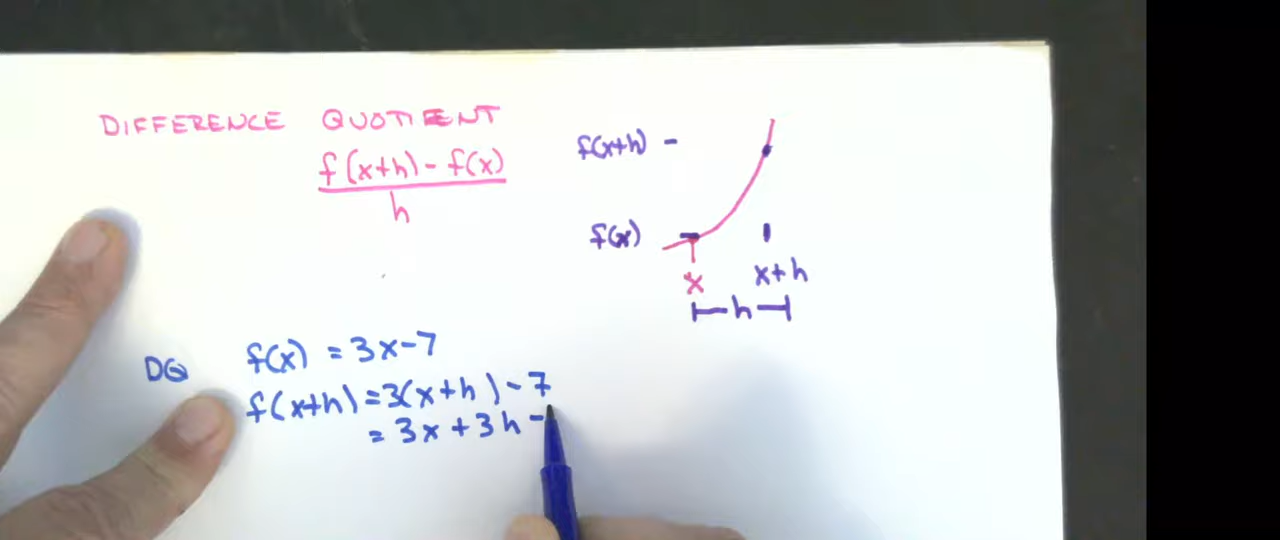 DIFFERENCE QUOTIENT
f(x+h) - f(x)
h
f(x+h) -
f(x)
x
x+h
h
DQ
f(x) = 3x-7
f(x+h) = 3(x+h) - 7
= 3x + 3h -